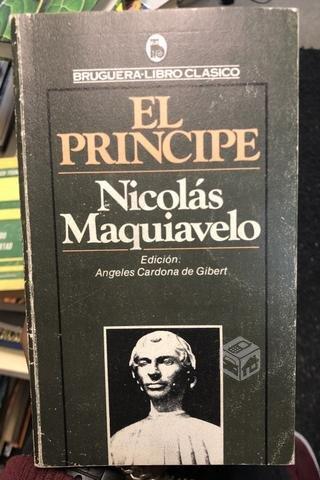 BRUGUERA-LIBRO CLASICO
EL
PRINCIPE
Nicolás
Maquiavelo
Edición:
Angeles Cardona de Gibert